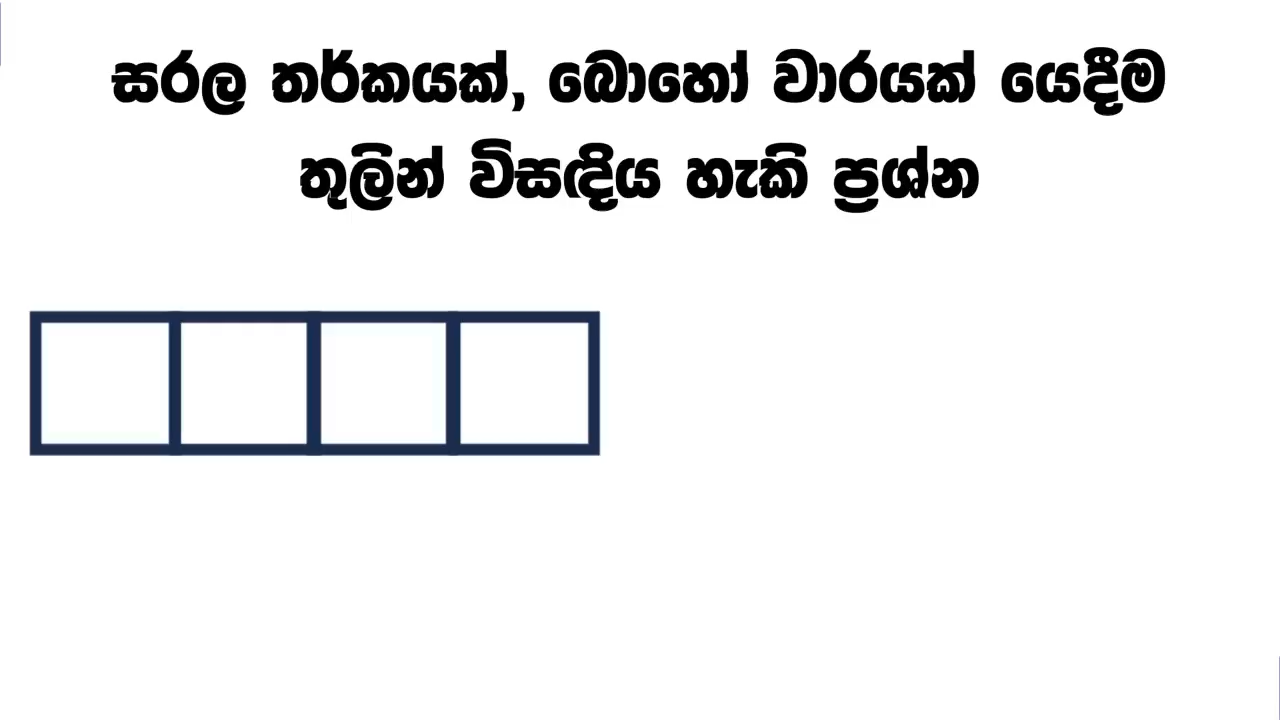 සරල තර්කයක්, බොහෝ වාරයක් යෙදීම
තුලින් විසඳිය හැකි ප්‍රශ්න